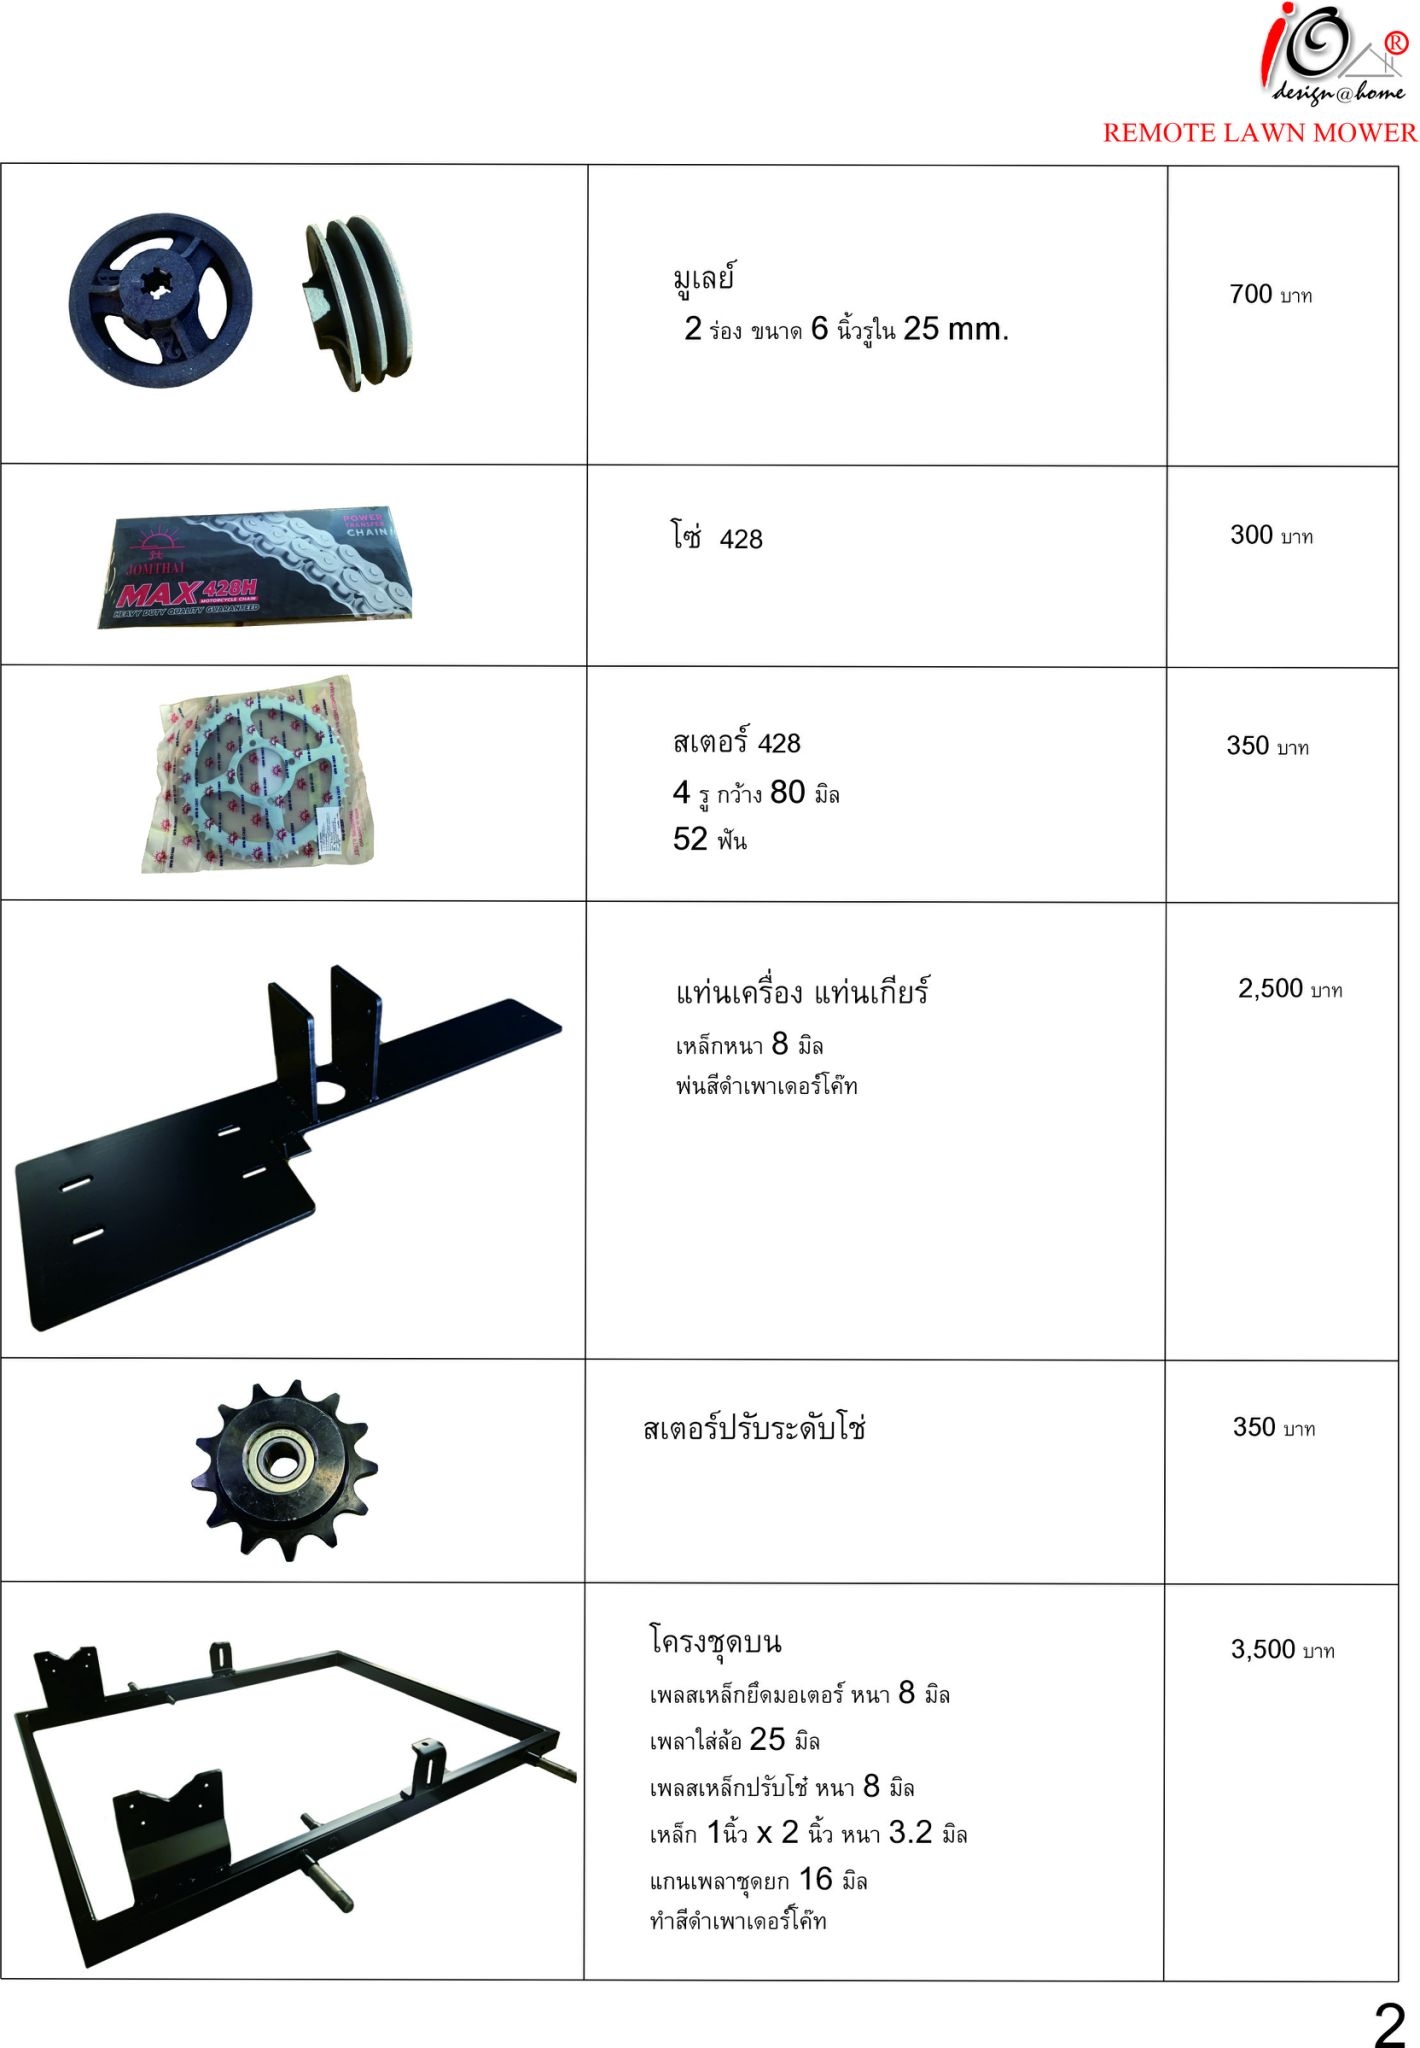 iO ®
design@home
REMOTE LAWN MOWER
มูเลย์
2 ร่อง ขนาด 6 นิ้วรูใน 25 mm.
700 บาท
POWER
TRANSFER
CHAIN
JOMTHAI
MAX 428H
MOTORCYCLE CHAIN
HEAVY DUTY QUALITY GUARANTEED
โซ่ 428
300 บาท
สเตอร์ 428
4 รู กว้าง 80 มิล
52 ฟัน
350 บาท
แท่นเครื่อง แท่นเกียร์
เหล็กหนา 8 มิล
พ่นสีดำเพาเดอร์โค๊ท
2,500 บาท
สเตอร์ปรับระดับโซ่
350 บาท
โครงชุดบน
เพลสเหล็กยึดมอเตอร์ หนา 8 มิล
เพลาใส่ล้อ 25 มิล
เพลสเหล็กปรับโซ๋ หนา 8 มิล
เหล็ก 1นิ้ว x 2 นิ้ว หนา 3.2 มิล
แกนเพลาชุดยก 16 มิล
ทำสีดำเพาเดอร์โค๊ท
3,500 บาท
2